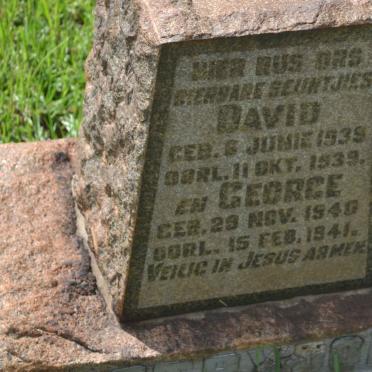 HIER RUS ONS
DIERBARE SEUNTJIES
DAVID
GEB. 6 JUNIE 1939
OORL. 11 OKT. 1939.
EN GEORGE
GEB. 29 NOV. 1940
OORL. 15 FEB. 1941.
VEILIG IN JESUS ARMEN